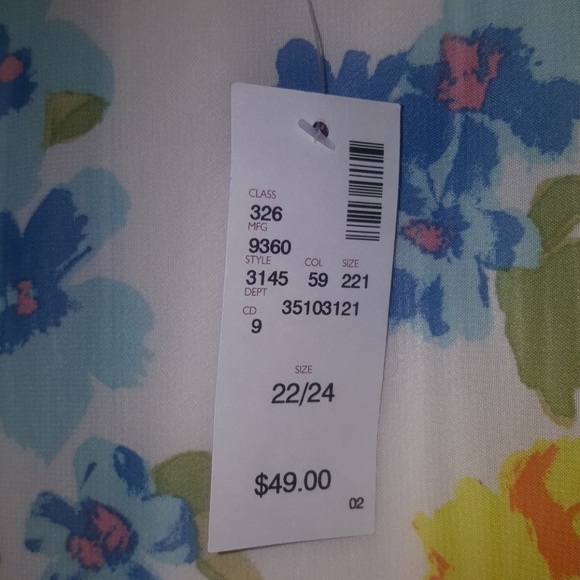 CLASS
326
MFG
9360
STYLE COL SIZE
3145 59 221
DEPT
CD 35103121
9
SIZE
22/24
$49.00
02